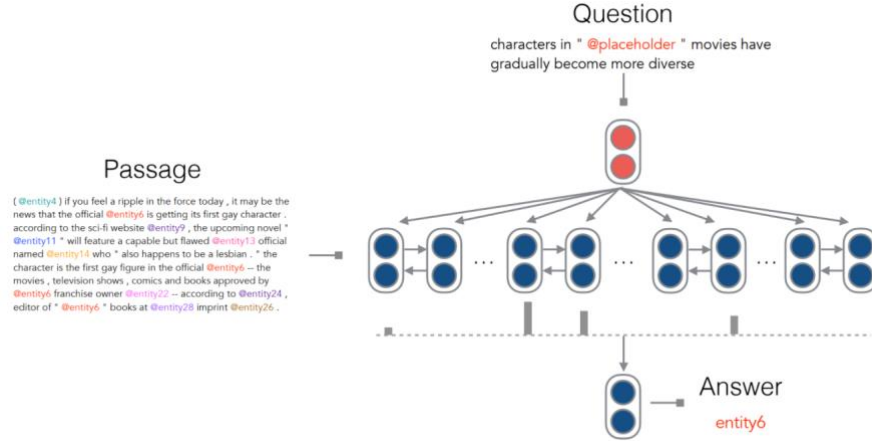 Question
characters in " @placeholder " movies have
gradually become more diverse
Passage
( @entity4 ) if you feel a ripple in the force today , it may be the
news that the official @entity6 is getting its first gay character .
according to the sci-fi website @entity9 , the upcoming novel "
@entity11 " will feature a capable but flawed @entity13 official
named @entity14 who " also happens to be a lesbian . " the
character is the first gay figure in the official @entity6 -- the
movies , television shows , comics and books approved by
@entity6 franchise owner @entity22 -- according to @entity24 ,
editor of " @entity6 " books at @entity28 imprint @entity26 .
... ... ...
Answer
entity6